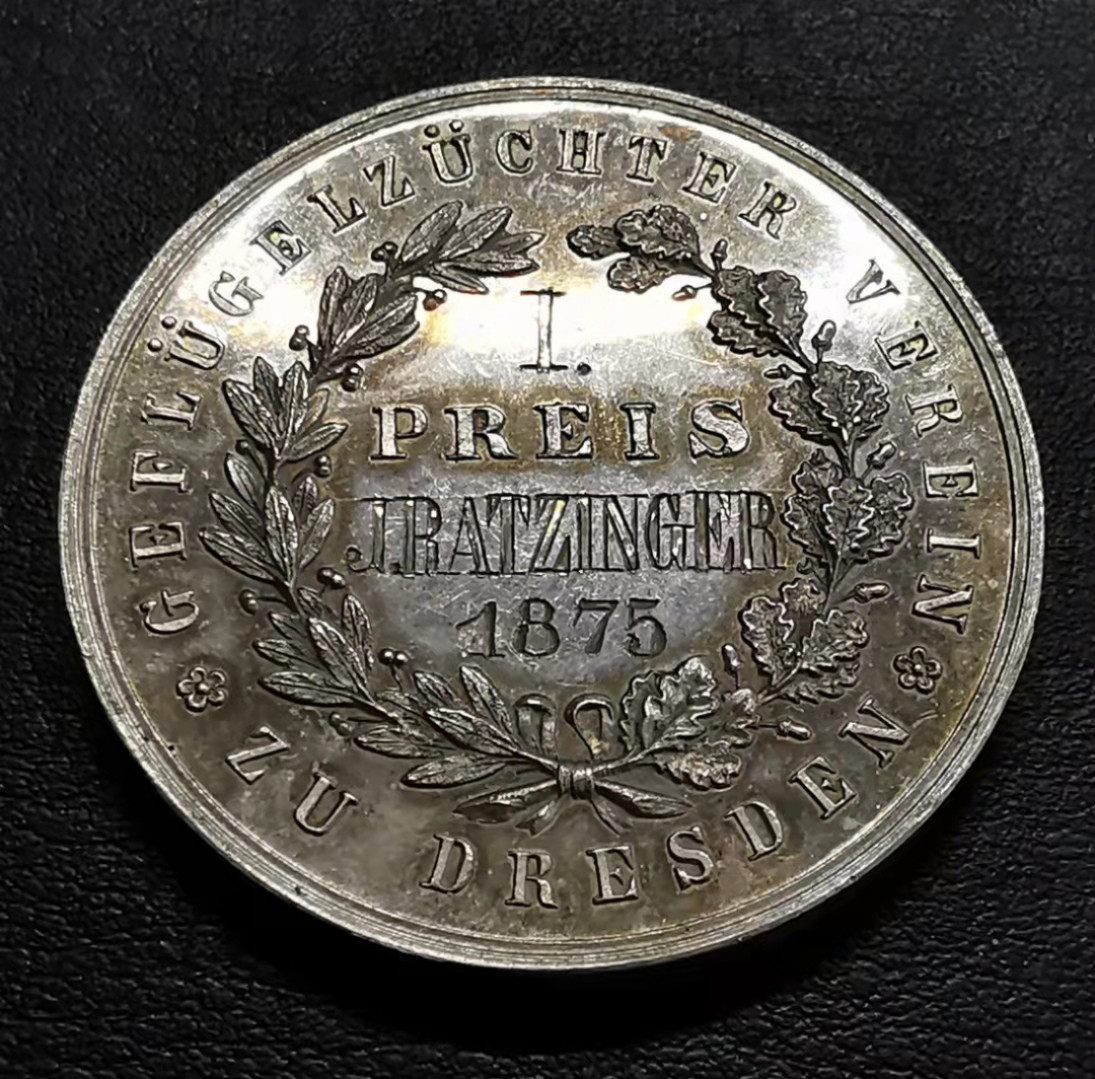 GEFLÜGELZÜCHTER VEREIN
I.
PREIS
J.RATZINGER
1875
ZU DRESDEN